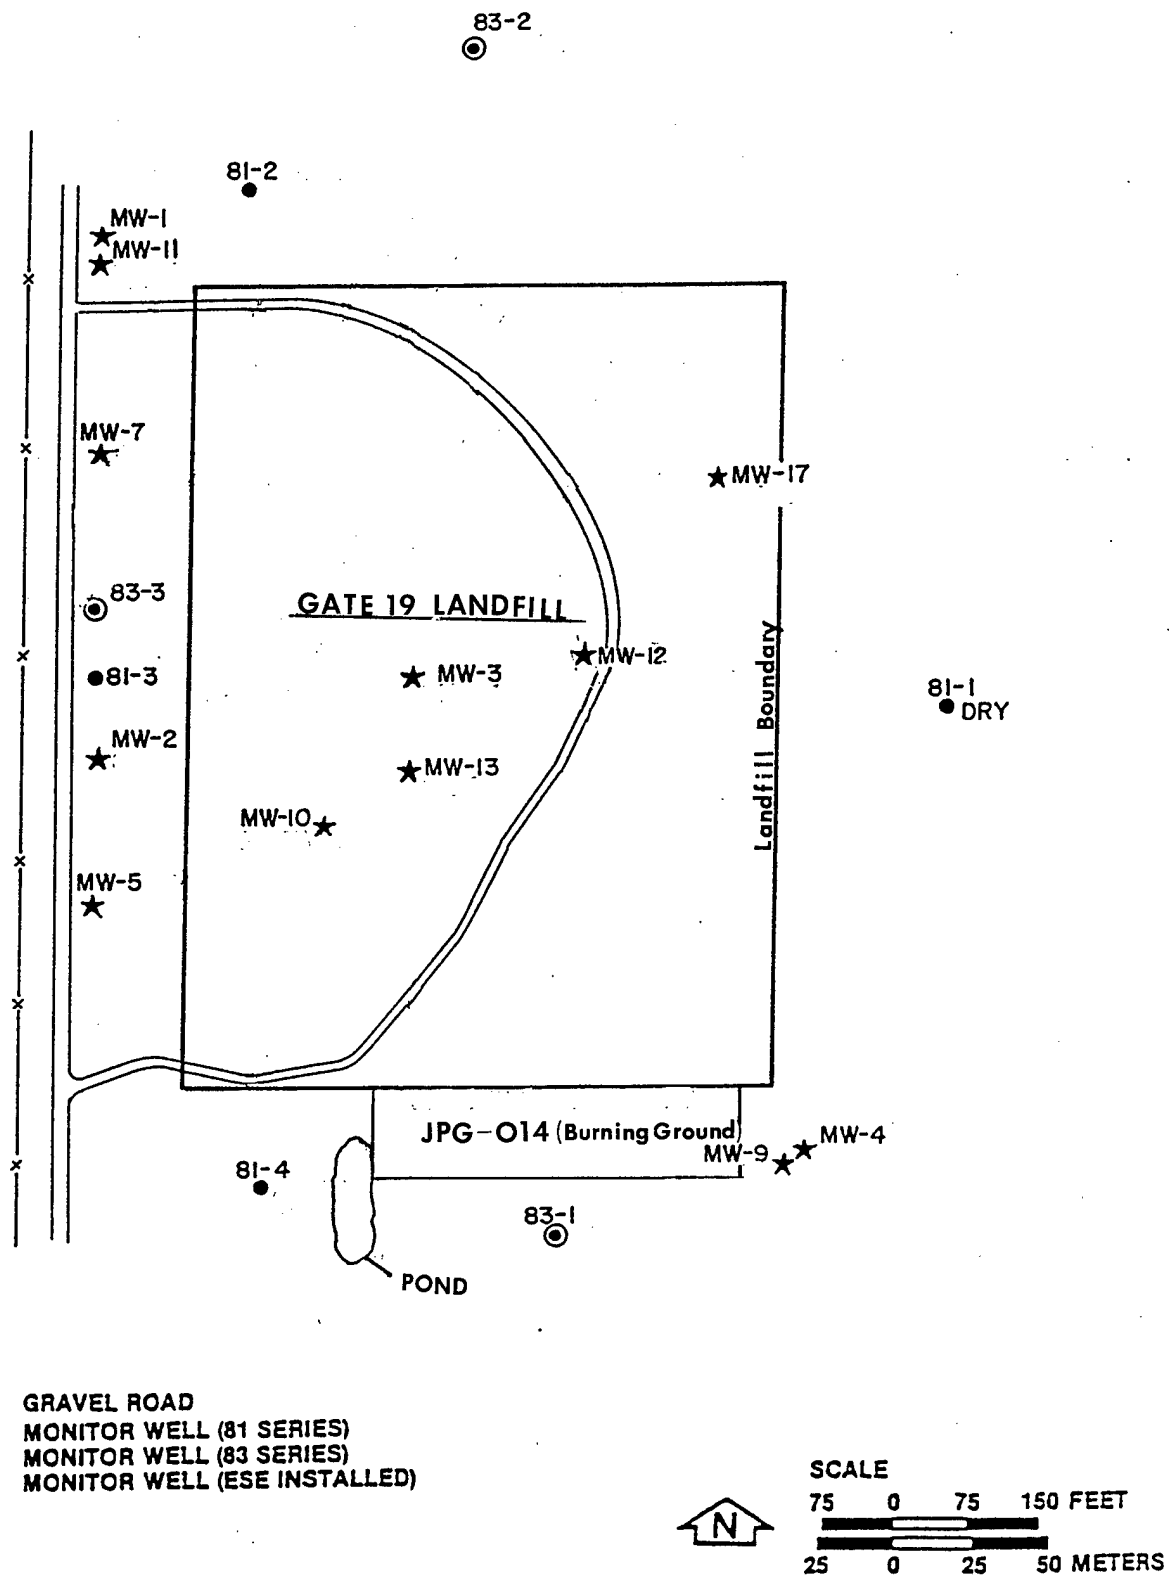 83-2
81-2
MW-1
MW-11
MW-7
MW-17
83-3
GATE 19 LANDFILL
MW-12
MW-3
81-3
81-1
DRY
Landfill Boundary
MW-2
MW-13
MW-10
MW-5
JPG-014 (Burning Ground)
MW-4
MW-9
81-4
83-1
POND
GRAVEL ROAD
MONITOR WELL (81 SERIES)
MONITOR WELL (83 SERIES)
MONITOR WELL (ESE INSTALLED)
N
SCALE
75 0 75 150 FEET
25 0 25 50 METERS